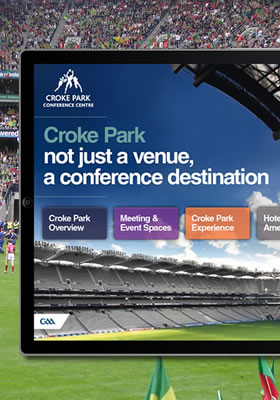 CROKE PARK
CONFERENCE CENTRE
Croke Park
not just a venue,
a conference destination
Croke Park
Overview
Meeting &
Event Spaces
Croke Park
Experience
Hote
Ame
GAA